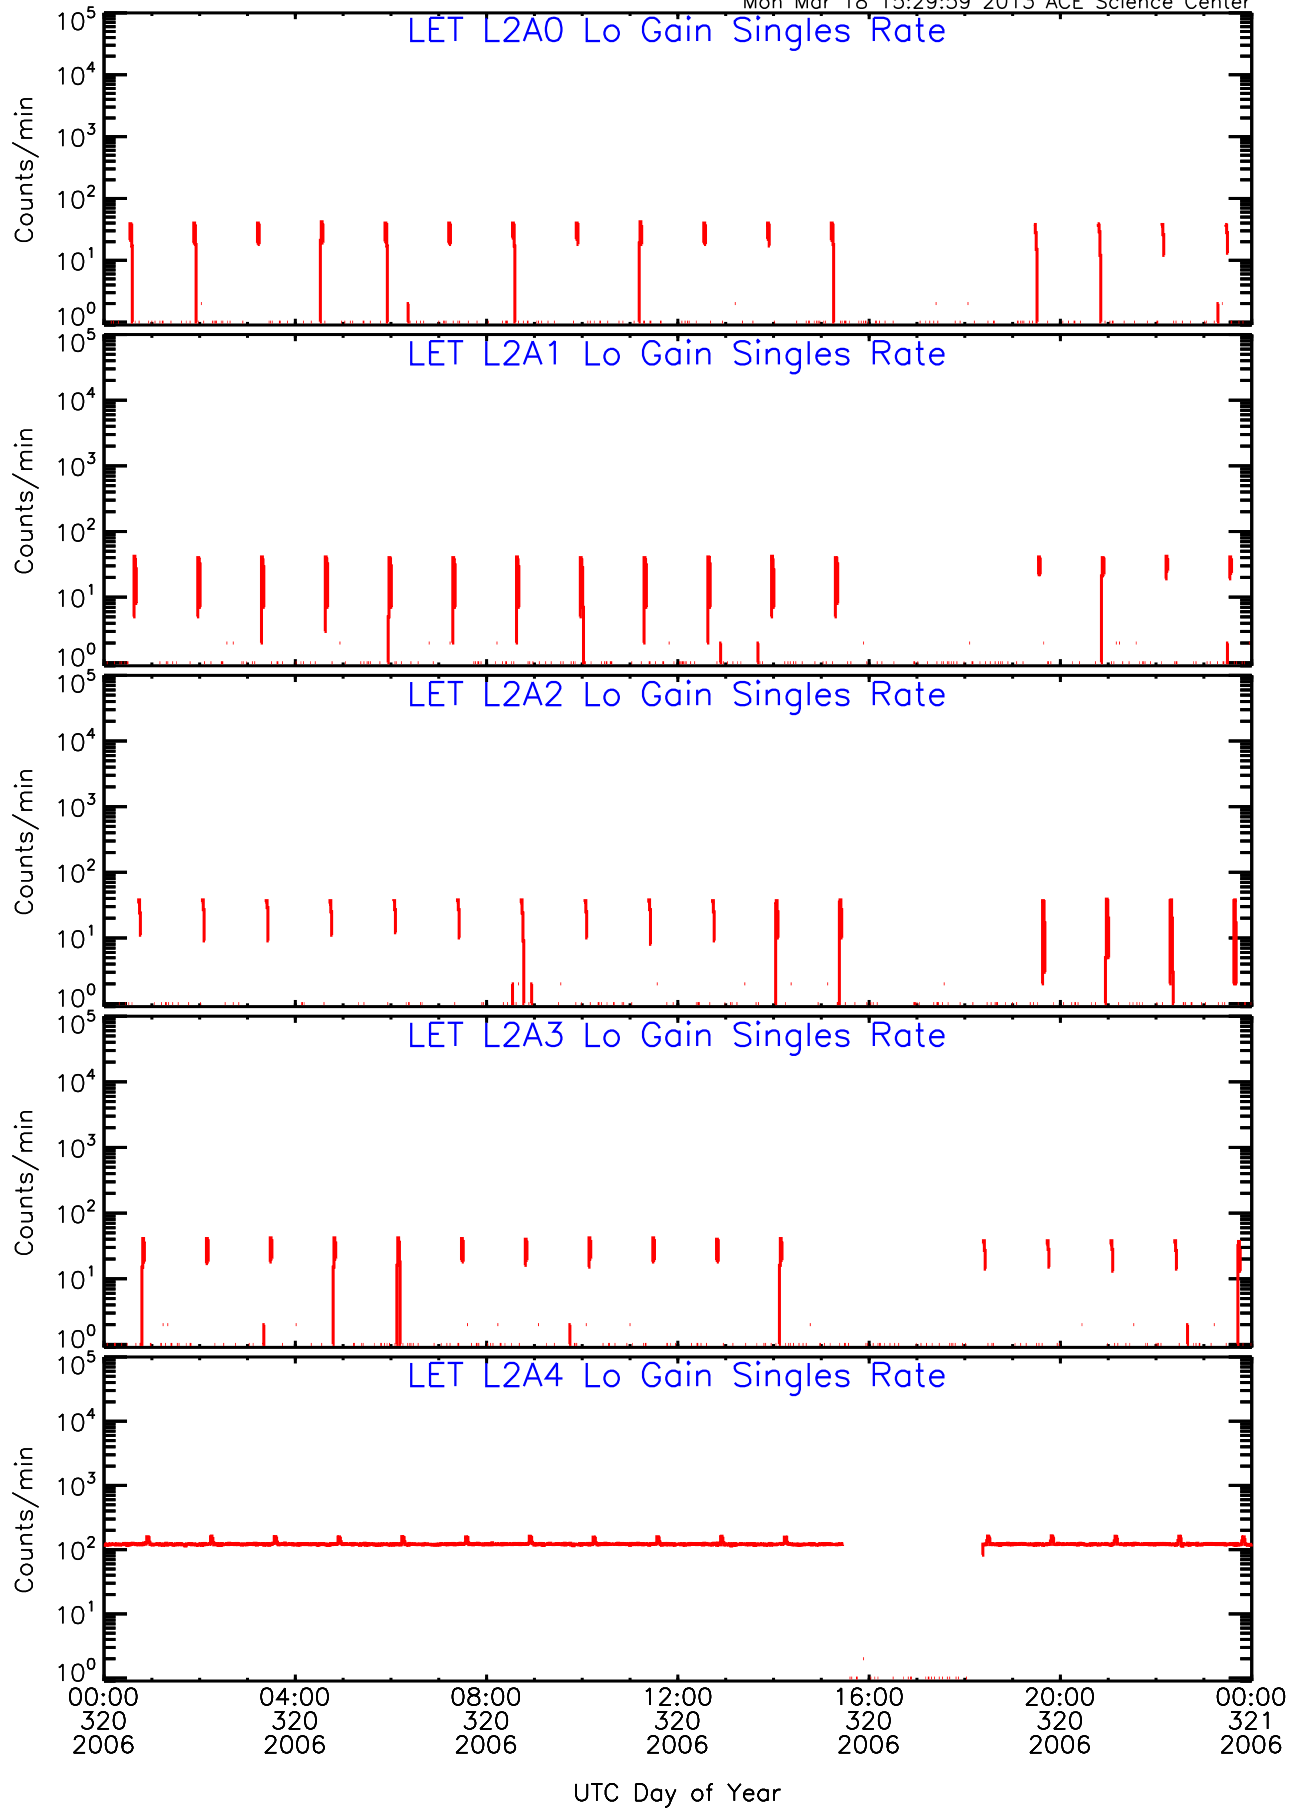 Mon Mar 18 15:29:59 2013 ACE Science Center
LET L2A0 Lo Gain Singles Rate
10^5
10^4
10^3
10^2
10^1
10^0
Counts/min
LET L2A1 Lo Gain Singles Rate
10^5
10^4
10^3
10^2
10^1
10^0
Counts/min
LET L2A2 Lo Gain Singles Rate
10^5
10^4
10^3
10^2
10^1
10^0
Counts/min
LET L2A3 Lo Gain Singles Rate
10^5
10^4
10^3
10^2
10^1
10^0
Counts/min
LET L2A4 Lo Gain Singles Rate
10^5
10^4
10^3
10^2
10^1
10^0
Counts/min
00:00 04:00 08:00 12:00 16:00 20:00 00:00
320 320 320 320 320 320 321
2006 2006 2006 2006 2006 2006 2006
UTC Day of Year